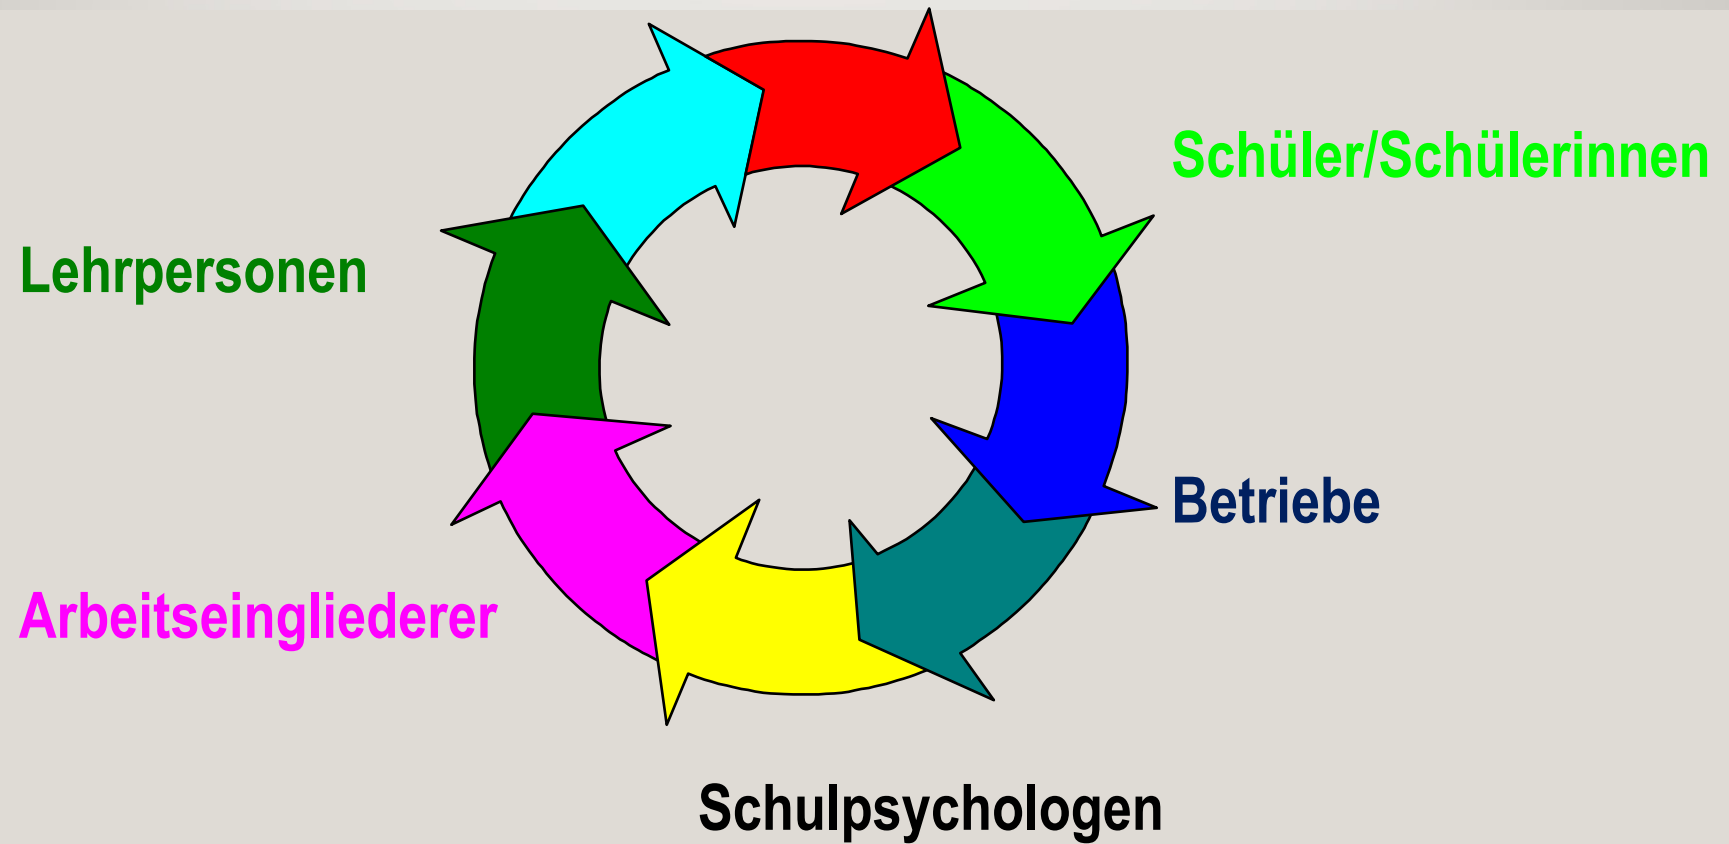 Schüler/Schülerinnen
Lehrpersonen
Betriebe
Arbeitseingliederer
Schulpsychologen